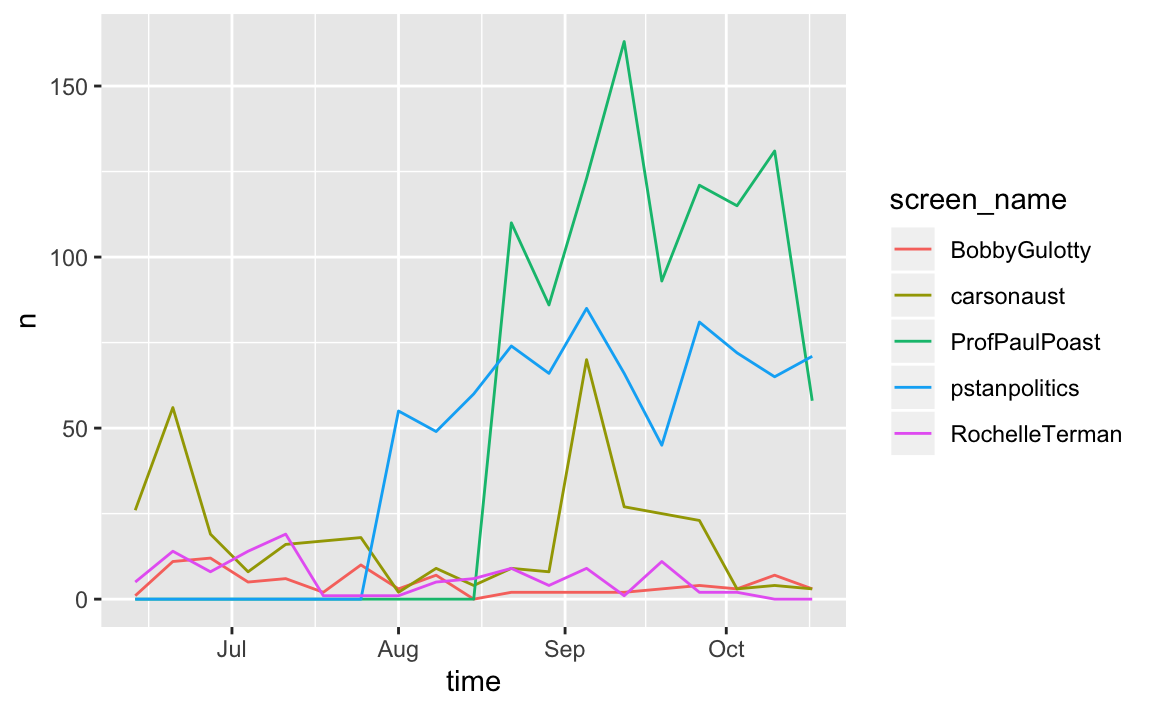 150
100
50
0
n
Jul Aug Sep Oct
time
screen_name
BobbyGulotty
carsonaust
ProfPaulPoast
pstanpolitics
RochelleTerman